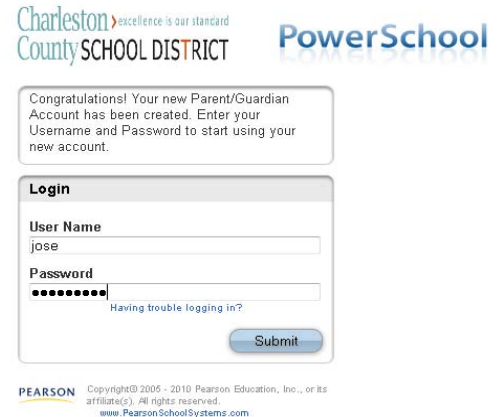 Charleston > excellence is our standard
County SCHOOL DISTRICT
PowerSchool
Congratulations! Your new Parent/Guardian
Account has been created. Enter your
Username and Password to start using your
new account.
Login
User Name
jose
Password
●●●●●●●●●
Having trouble logging in?
Submit
PEARSON
Copyright© 2005 - 2010 Pearson Education, Inc., or its
affiliate(s). All rights reserved.
www.PearsonSchoolSystems.com